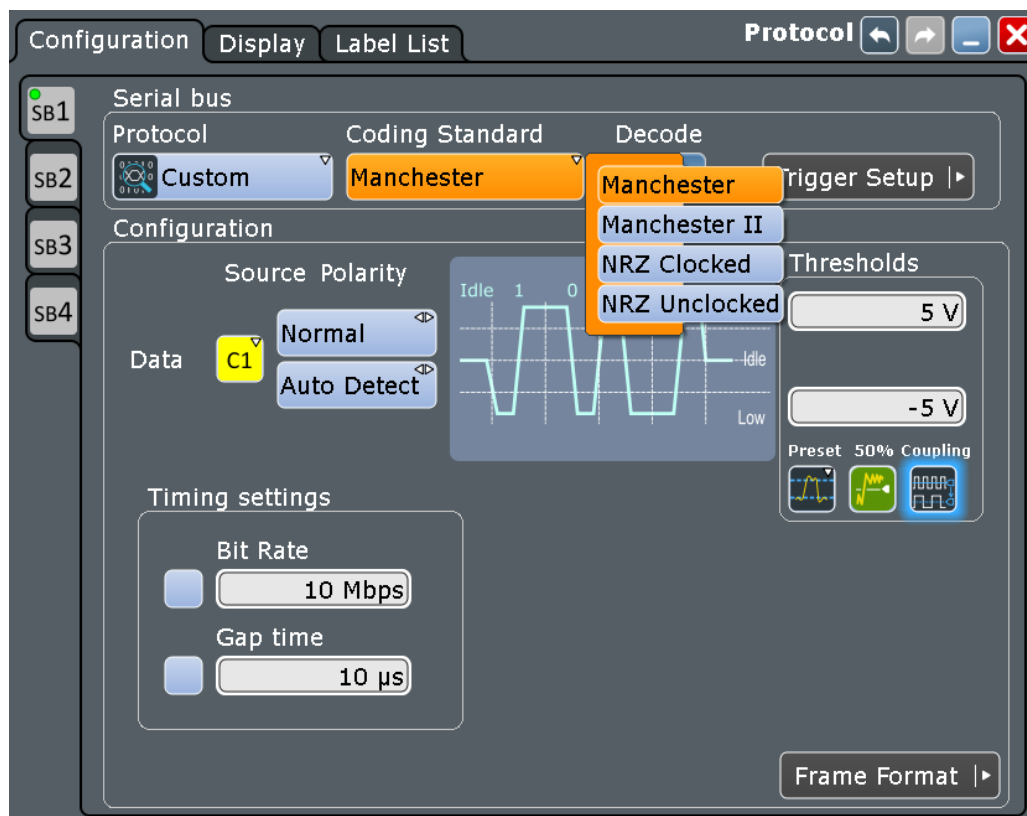 Configuration Display Label List Protocol
SB1
SB2
SB3
SB4
Serial bus
Protocol Coding Standard Decode
Custom Manchester Trigger Setup
Manchester
Manchester II
NRZ Clocked
NRZ Unclocked
Configuration
Source Polarity
Data C1
Normal
Auto Detect
Idle 1 0
Idle
Low
Thresholds
5 V
-5 V
Preset 50% Coupling
Timing settings
Bit Rate
10 Mbps
Gap time
10 µs
Frame Format